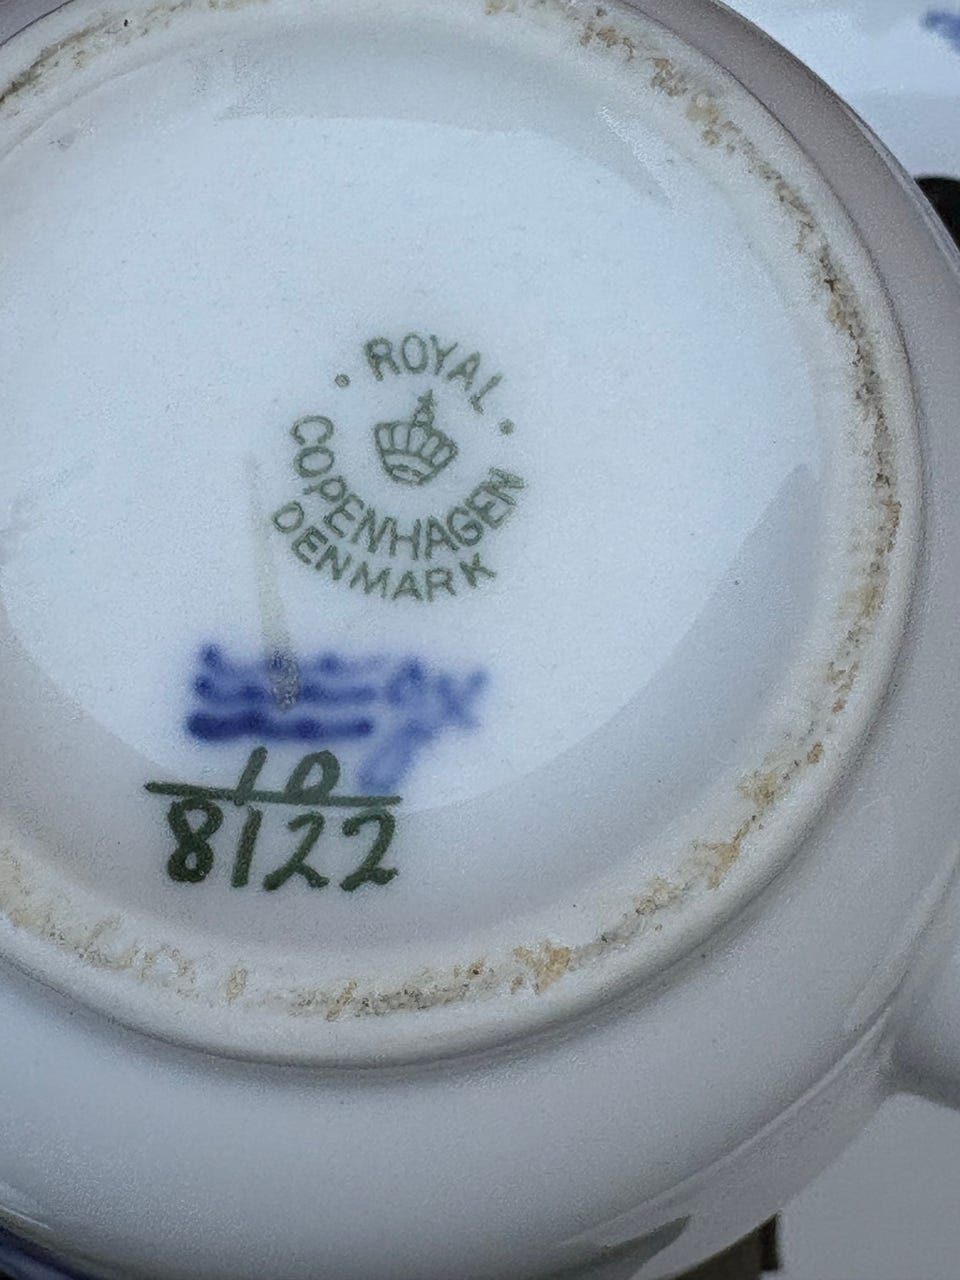 ROYAL
COPENHAGEN
DENMARK
10
8122